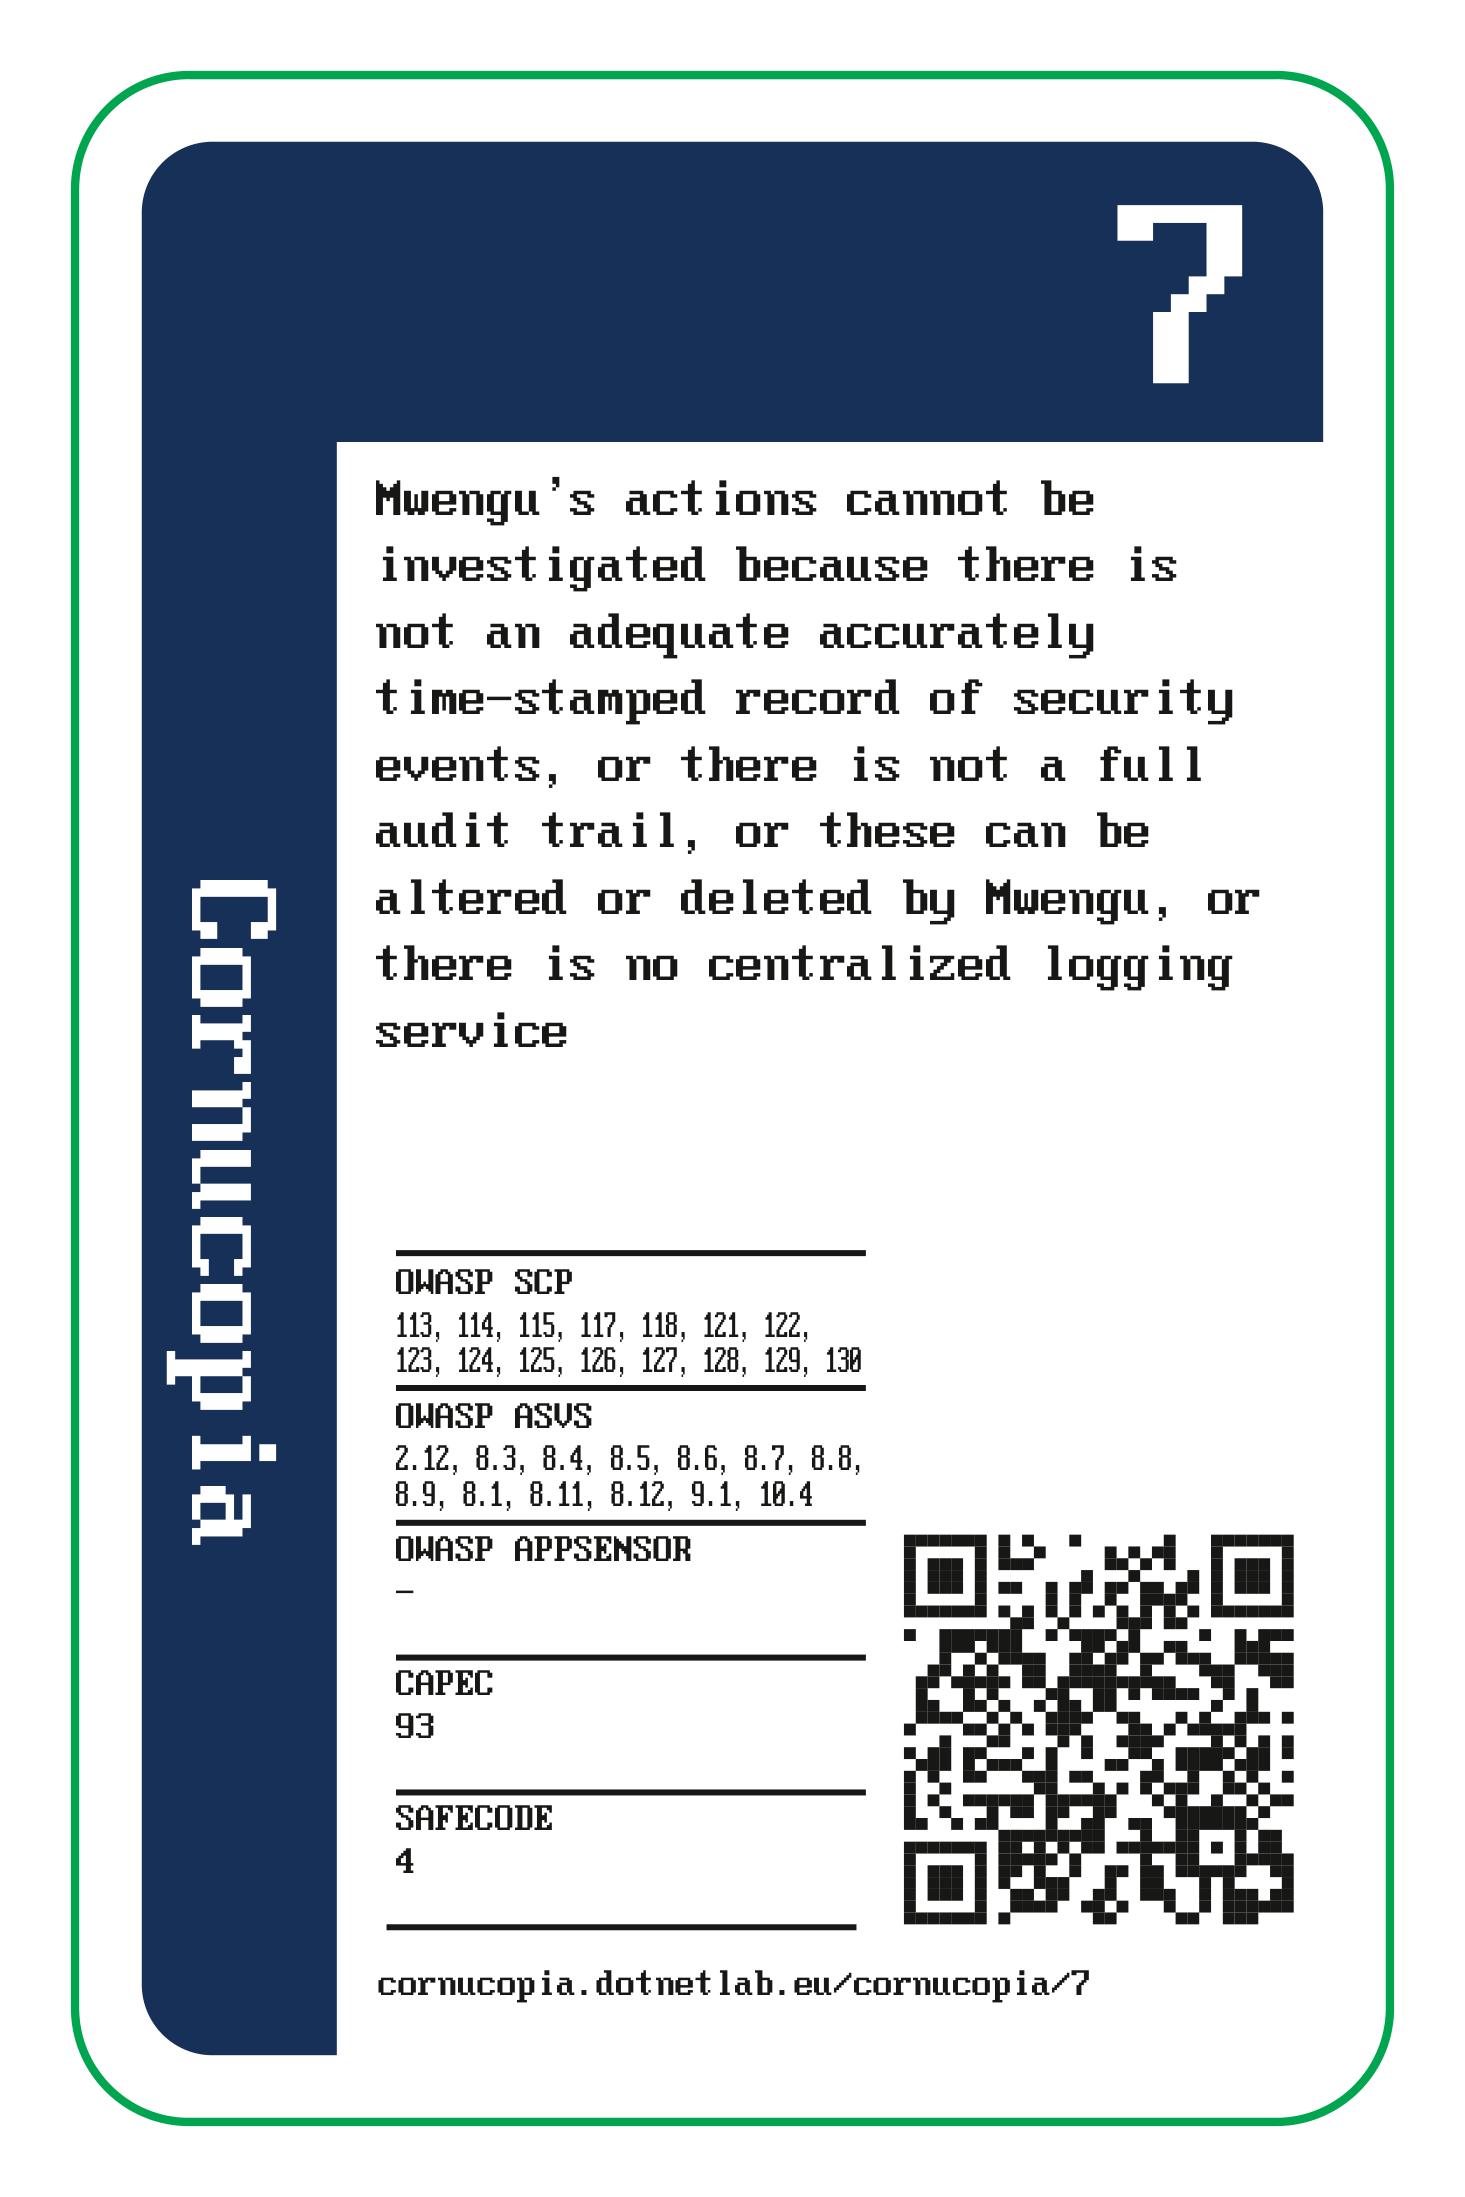 7
Mwengu's actions cannot be
investigated because there is
not an adequate accurately
time-stamped record of security
events, or there is not a full
audit trail, or these can be
altered or deleted by Mwengu, or
there is no centralized logging
service
Cornucopia
OWASP SCP
113, 114, 115, 117, 118, 121, 122,
123, 124, 125, 126, 127, 128, 129, 130
OWASP ASVS
2.12, 8.3, 8.4, 8.5, 8.6, 8.7, 8.8,
8.9, 8.1, 8.11, 8.12, 9.1, 10.4
OWASP APPSENSOR
-
CAPEC
93
SAFECODE
4
cornucopia.dotnetlab.eu/cornucopia/7